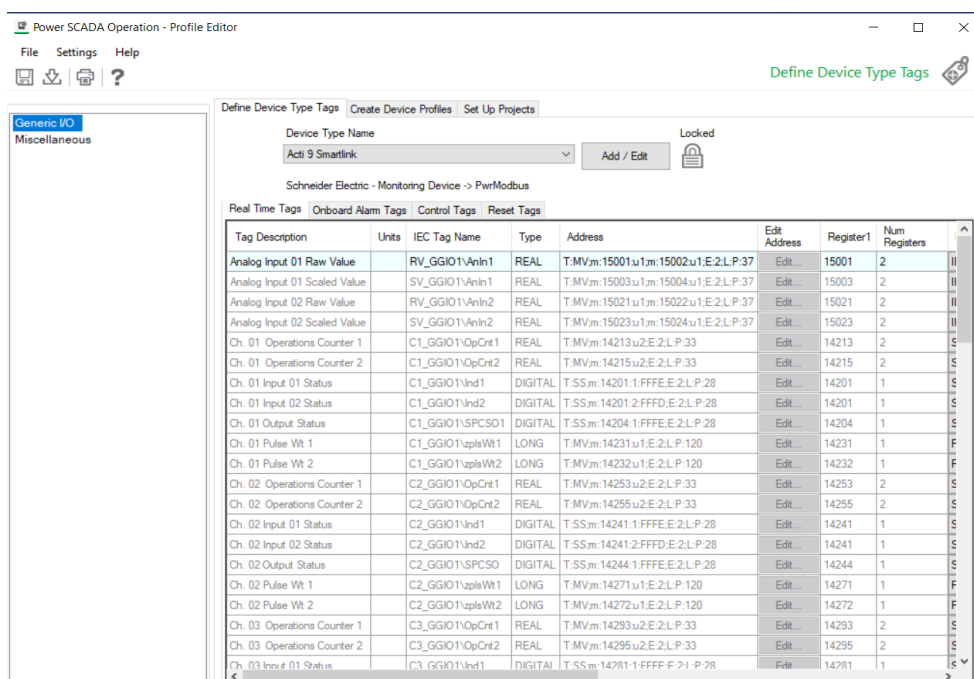 Power SCADA Operation - Profile Editor
File Settings Help
?
Define Device Type Tags
Generic I/O
Miscellaneous
Define Device Type Tags Create Device Profiles Set Up Projects
Device Type Name
Locked
Acti 9 Smartlink
Add / Edit
Schneider Electric - Monitoring Device -> PwrModbus
Real Time Tags Onboard Alarm Tags Control Tags Reset Tags
Tag Description Units IEC Tag Name Type Address Edit Address Register1 Num Registers
Analog Input 01 Raw Value RV_GGIO1\AnIn1 REAL T:MV;m:15001:u1;m:15002:u1;E:2;L:P:37 Edit... 15001 2
Analog Input 01 Scaled Value SV_GGIO1\AnIn1 REAL T:MV;m:15003:u1;m:15004:u1;E:2;L:P:37 Edit... 15003 2
Analog Input 02 Raw Value RV_GGIO1\AnIn2 REAL T:MV;m:15021:u1;m:15022:u1;E:2;L:P:37 Edit... 15021 2
Analog Input 02 Scaled Value SV_GGIO1\AnIn2 REAL T:MV;m:15023:u1;m:15024:u1;E:2;L:P:37 Edit... 15023 2
Ch. 01 Operations Counter 1 C1_GGIO1\OpCnt1 REAL T:MV;m:14213:u2;E:2;L:P:33 Edit... 14213 2
Ch. 01 Operations Counter 2 C1_GGIO1\OpCnt2 REAL T:MV;m:14215:u2;E:2;L:P:33 Edit... 14215 2
Ch. 01 Input 01 Status C1_GGIO1\Ind1 DIGITAL T:SS;m:14201:1:FFFE;E:2;L:P:28 Edit... 14201 1
Ch. 01 Input 02 Status C1_GGIO1\Ind2 DIGITAL T:SS;m:14201:2:FFFD;E:2;L:P:28 Edit... 14201 1
Ch. 01 Output Status C1_GGIO1\SPCSO1 DIGITAL T:SS;m:14204:1:FFFE;E:2;L:P:28 Edit... 14204 1
Ch. 01 Pulse Wt 1 C1_GGIO1\zplsWt1 LONG T:MV;m:14231:u1;E:2;L:P:120 Edit... 14231 1
Ch. 01 Pulse Wt 2 C1_GGIO1\zplsWt2 LONG T:MV;m:14232:u1;E:2;L:P:120 Edit... 14232 1
Ch. 02 Operations Counter 1 C2_GGIO1\OpCnt1 REAL T:MV;m:14253:u2;E:2;L:P:33 Edit... 14253 2
Ch. 02 Operations Counter 2 C2_GGIO1\OpCnt2 REAL T:MV;m:14255:u2;E:2;L:P:33 Edit... 14255 2
Ch. 02 Input 01 Status C2_GGIO1\Ind1 DIGITAL T:SS;m:14241:1:FFFE;E:2;L:P:28 Edit... 14241 1
Ch. 02 Input 02 Status C2_GGIO1\Ind2 DIGITAL T:SS;m:14241:2:FFFD;E:2;L:P:28 Edit... 14241 1
Ch. 02 Output Status C2_GGIO1\SPCSO DIGITAL T:SS;m:14244:1:FFFE;E:2;L:P:28 Edit... 14244 1
Ch. 02 Pulse Wt 1 C2_GGIO1\zplsWt1 LONG T:MV;m:14271:u1;E:2;L:P:120 Edit... 14271 1
Ch. 02 Pulse Wt 2 C2_GGIO1\zplsWt2 LONG T:MV;m:14272:u1;E:2;L:P:120 Edit... 14272 1
Ch. 03 Operations Counter 1 C3_GGIO1\OpCnt1 REAL T:MV;m:14293:u2;E:2;L:P:33 Edit... 14293 2
Ch. 03 Operations Counter 2 C3_GGIO1\OpCnt2 REAL T:MV;m:14295:u2;E:2;L:P:33 Edit... 14295 2
Ch. 03 Input 01 Status C3_GGIO1\Ind1 DIGITAL T:SS;m:14281:1:FFFE;E:2;L:P:28 Edit... 14281 1